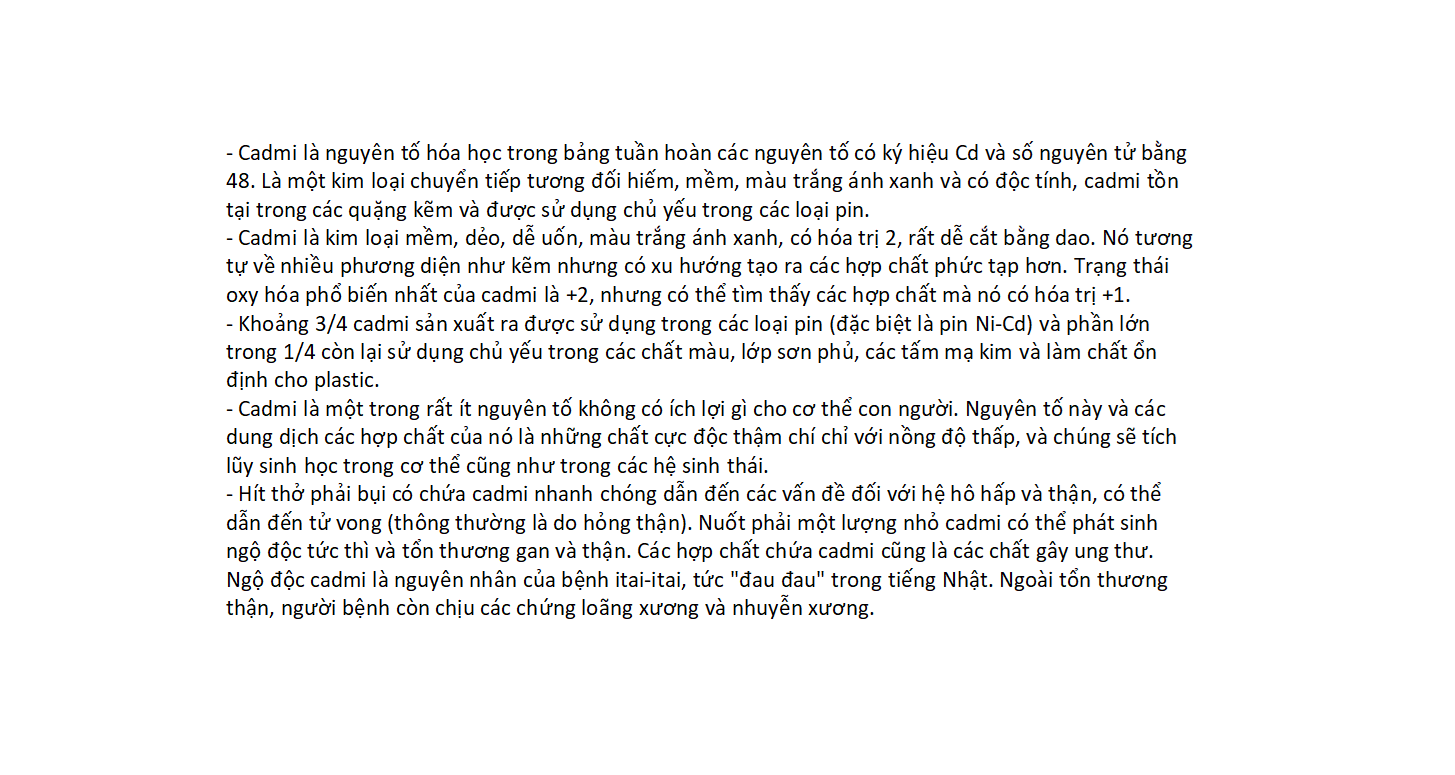 - Cadmi là nguyên tố hóa học trong bảng tuần hoàn các nguyên tố có ký hiệu Cd và số nguyên tử bằng
48. Là một kim loại chuyển tiếp tương đối hiếm, mềm, màu trắng ánh xanh và có độc tính, cadmi tồn
tại trong các quặng kẽm và được sử dụng chủ yếu trong các loại pin.
- Cadmi là kim loại mềm, dẻo, dễ uốn, màu trắng ánh xanh, có hóa trị 2, rất dễ cắt bằng dao. Nó tương
tự về nhiều phương diện như kẽm nhưng có xu hướng tạo ra các hợp chất phức tạp hơn. Trạng thái
oxy hóa phổ biến nhất của cadmi là +2, nhưng có thể tìm thấy các hợp chất mà nó có hóa trị +1.
- Khoảng 3/4 cadmi sản xuất ra được sử dụng trong các loại pin (đặc biệt là pin Ni-Cd) và phần lớn
trong 1/4 còn lại sử dụng chủ yếu trong các chất màu, lớp sơn phủ, các tấm mạ kim và làm chất ổn
định cho plastic.
- Cadmi là một trong rất ít nguyên tố không có ích lợi gì cho cơ thể con người. Nguyên tố này và các
dung dịch các hợp chất của nó là những chất cực độc thậm chí chỉ với nồng độ thấp, và chúng sẽ tích
lũy sinh học trong cơ thể cũng như trong các hệ sinh thái.
- Hít thở phải bụi có chứa cadmi nhanh chóng dẫn đến các vấn đề đối với hệ hô hấp và thận, có thể
dẫn đến tử vong (thông thường là do hỏng thận). Nuốt phải một lượng nhỏ cadmi có thể phát sinh
ngộ độc tức thì và tổn thương gan và thận. Các hợp chất chứa cadmi cũng là các chất gây ung thư.
Ngộ độc cadmi là nguyên nhân của bệnh itai-itai, tức "đau đau" trong tiếng Nhật. Ngoài tổn thương
thận, người bệnh còn chịu các chứng loãng xương và nhuyễn xương.